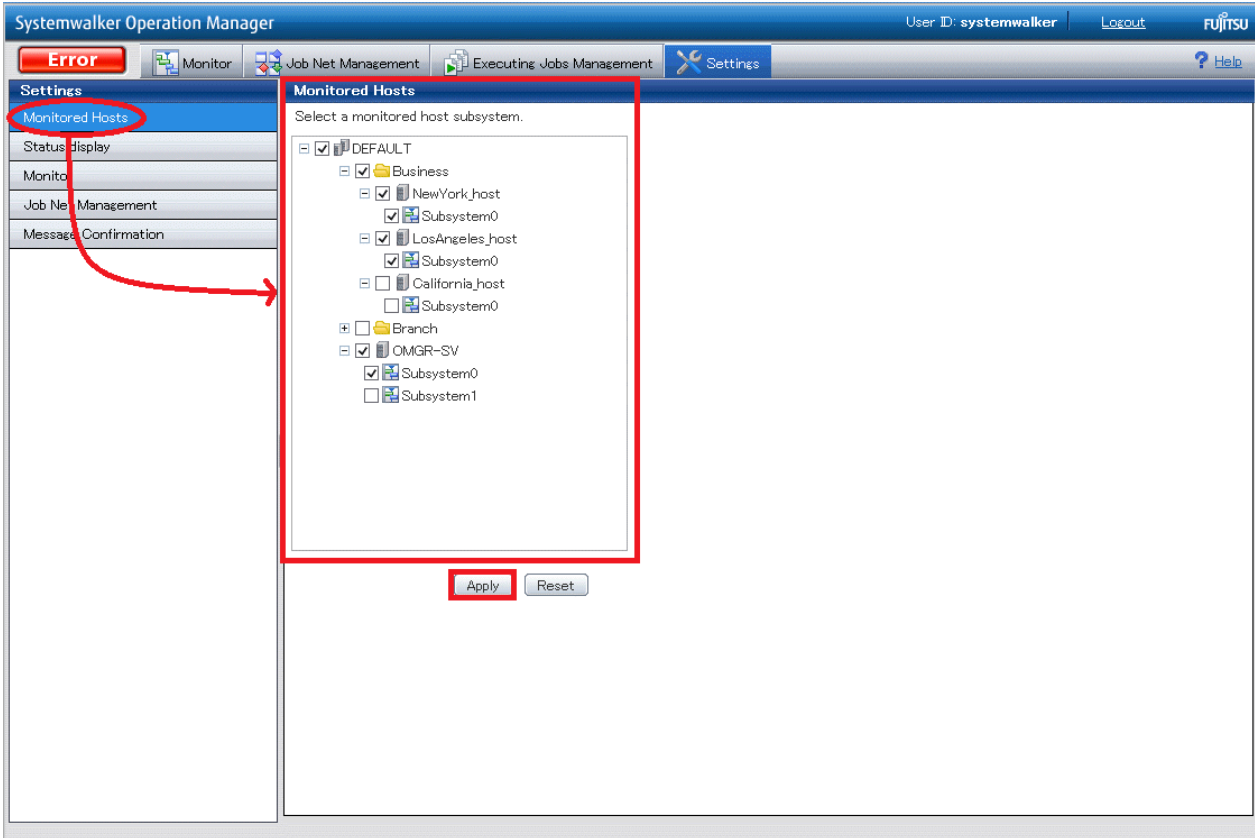 Systemwalker Operation Manager User ID: systemwalker Logout FUJITSU
Error Monitor Job Net Management Executing Jobs Management Settings ? Help
Settings
Monitored Hosts
Status display
Monitor
Job Net Management
Message Confirmation
Monitored Hosts
Select a monitored host subsystem.
DEFAULT
Business
NewYork_host
Subsystem0
LosAngeles_host
Subsystem0
California_host
Subsystem0
Branch
OMGR-SV
Subsystem0
Subsystem1
Apply Reset